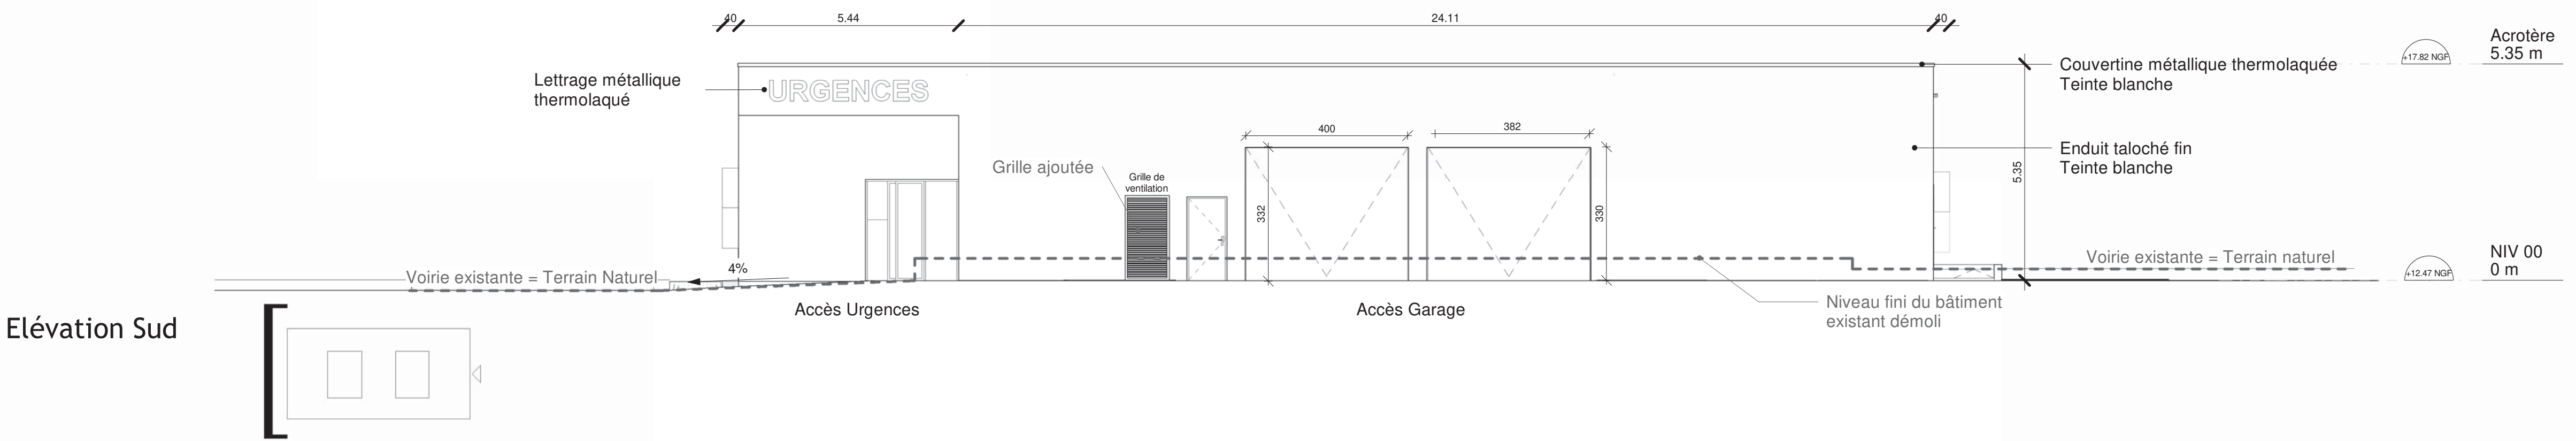 40
5.44
24.11
40
Acrotère
5.35 m
+17.82 NGF
Couvertine métallique thermolaquée
Teinte blanche
Lettrage métallique
thermolaqué
URGENCES
400
382
Enduit taloché fin
Teinte blanche
Grille ajoutée
Grille de
ventilation
332
330
5.35
Voirie existante = Terrain Naturel
4%
Voirie existante = Terrain naturel
NIV 00
0 m
+12.47 NGF
Accès Urgences
Accès Garage
Niveau fini du bâtiment
existant démoli
Elévation Sud